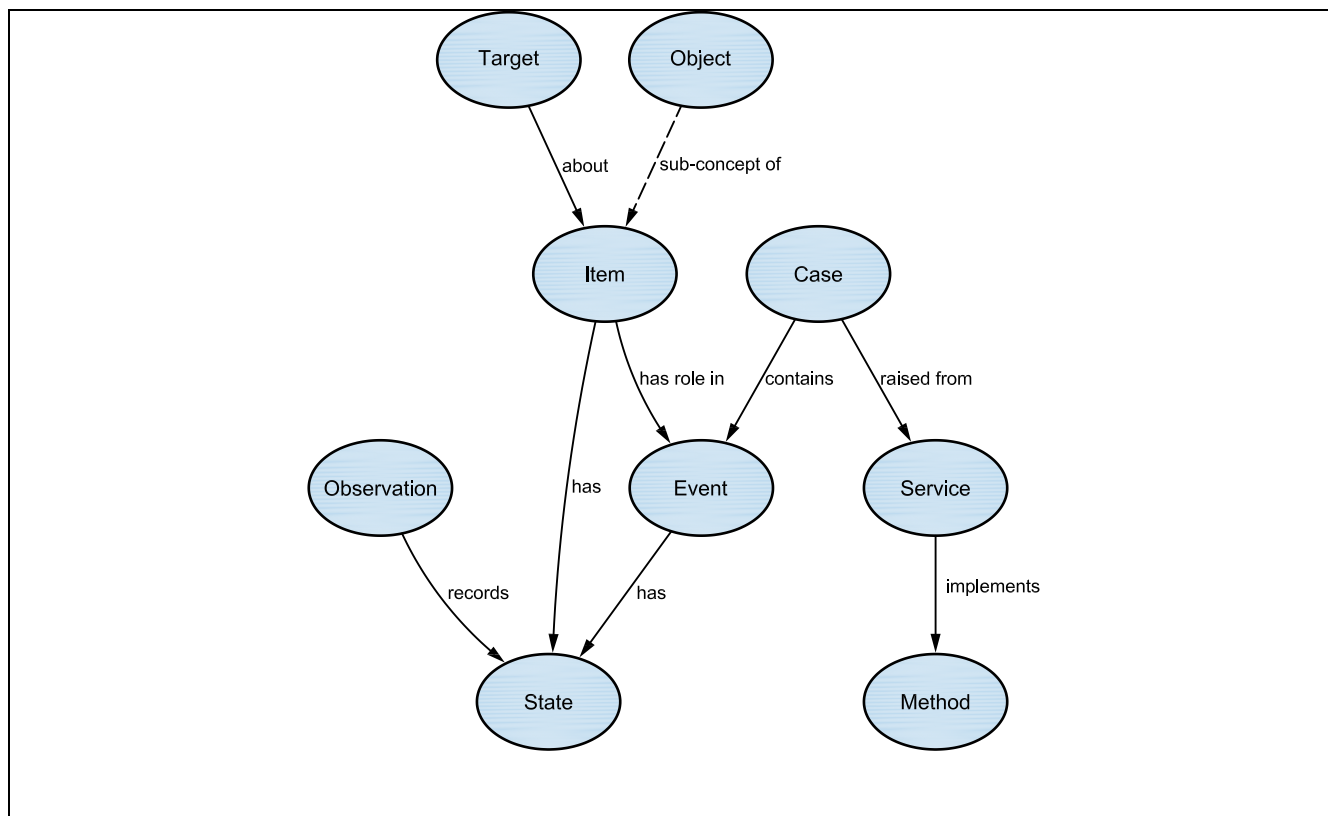 Target
Object
about
sub-concept of
Item
Case
has role in
contains
raised from
Observation
has
Event
Service
records
has
implements
State
Method